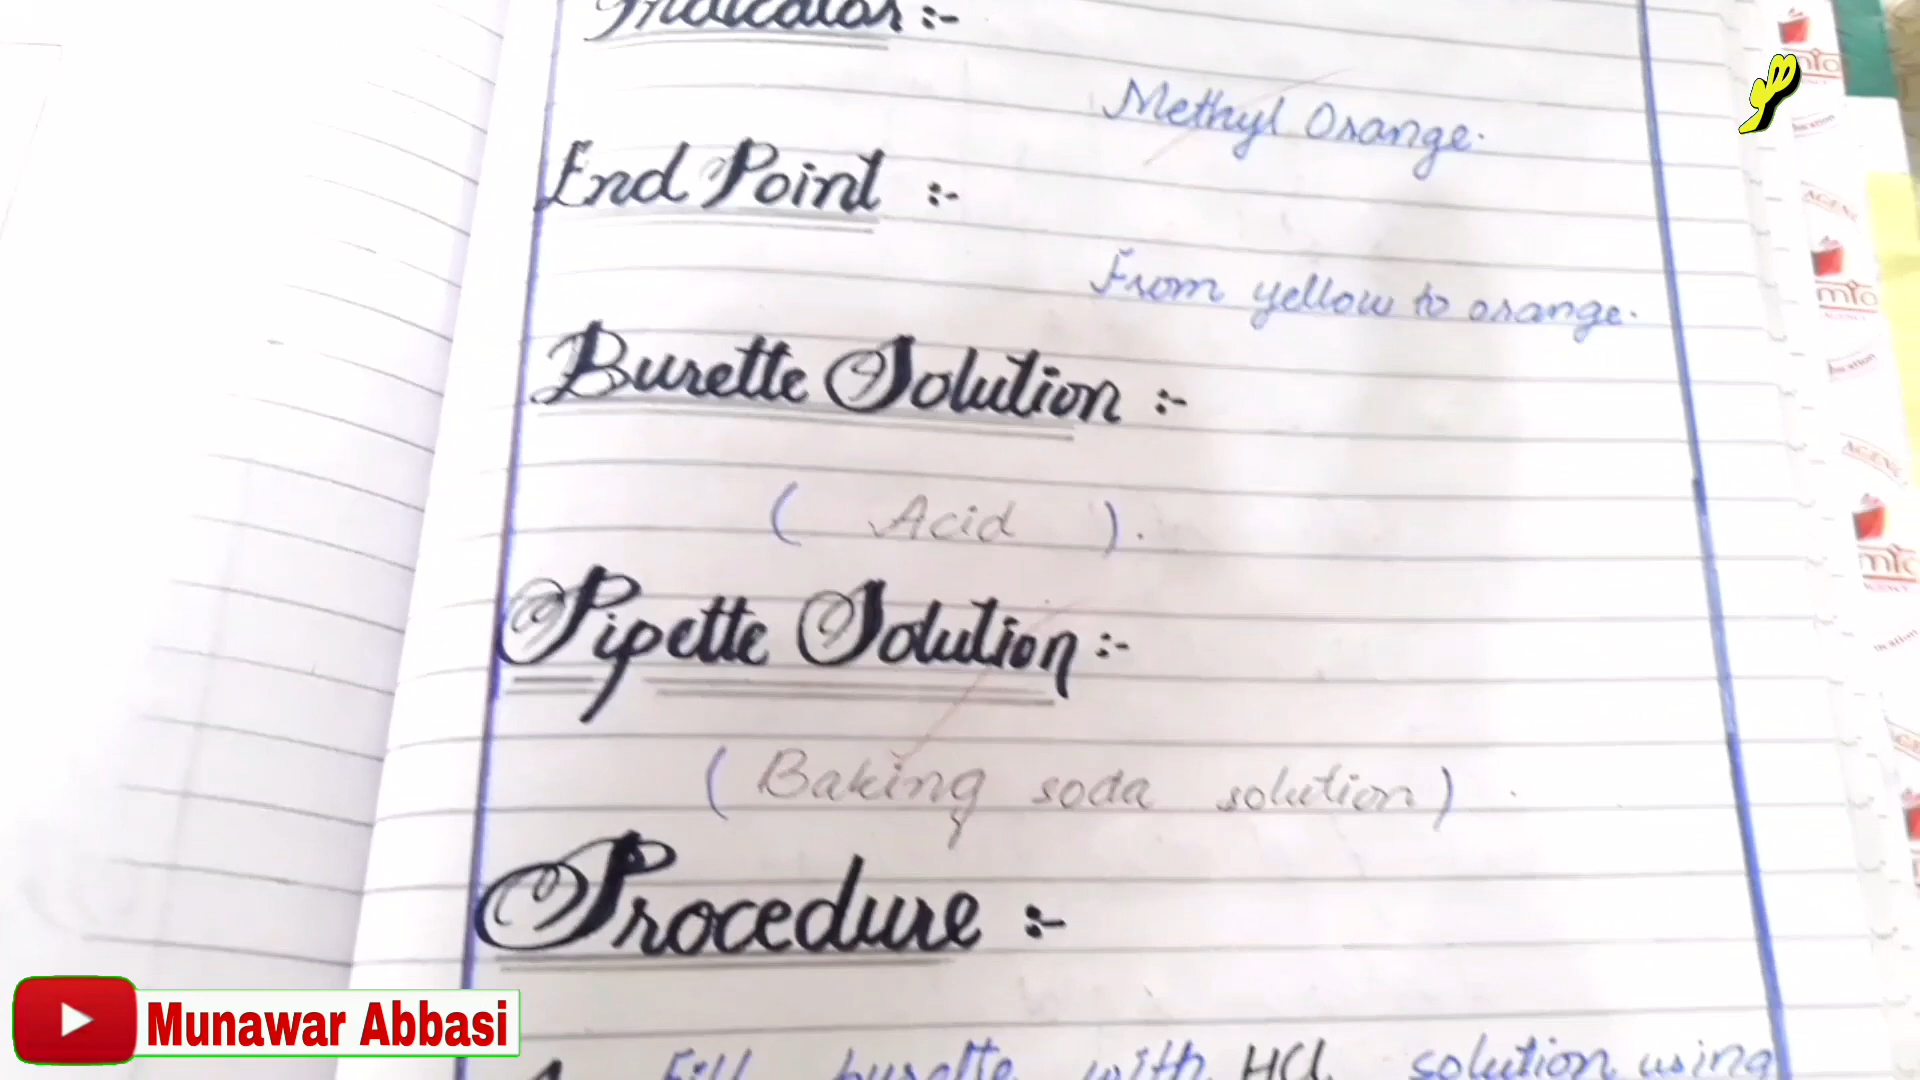 Indicator :-
Methyl Orange.
End Point :-
From yellow to orange.
Burette Solution :-
( Acid ).
Pipette Solution :-
( Baking soda solution ) .
Procedure :-
Fill burette with HCl solution using
Munawar Abbasi